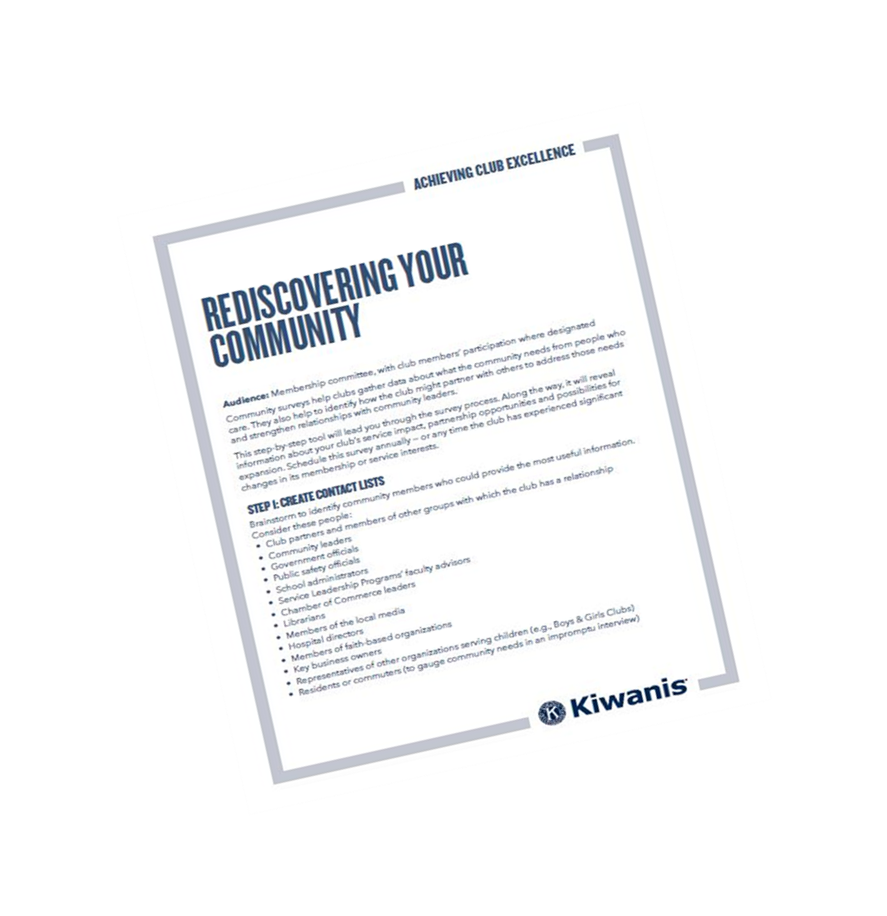 ACHIEVING CLUB EXCELLENCE
REDISCOVERING YOUR
COMMUNITY
Audience: Membership committee, with club members' participation where designated
Community surveys help clubs gather data about what the community needs from people who
care. They also help to identify how the club might partner with others to address those needs
and strengthen relationships with community leaders.
This step-by-step tool will lead you through the survey process. Along the way, it will reveal
information about your club's service impact, partnership opportunities and possibilities for
expansion. Schedule this survey annually – or any time the club has experienced significant
changes in its membership or service interests.
STEP 1: CREATE CONTACT LISTS
Brainstorm to identify community members who could provide the most useful information.
Consider these people:
• Club partners and members of other groups with which the club has a relationship
• Community leaders
• Government officials
• Public safety officials
• School administrators
• Service Leadership Programs' faculty advisors
• Chamber of Commerce leaders
• Librarians
• Members of the local media
• Hospital directors
• Members of faith-based organizations
• Key business owners
• Representatives of other organizations serving children (e.g., Boys & Girls Clubs)
• Residents or commuters (to gauge community needs in an impromptu interview)
K Kiwanis